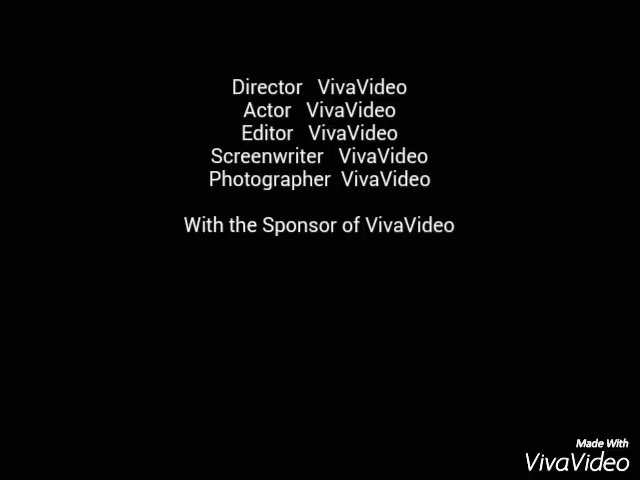 Director VivaVideo
Actor VivaVideo
Editor VivaVideo
Screenwriter VivaVideo
Photographer VivaVideo
With the Sponsor of VivaVideo
Made With
VivaVideo